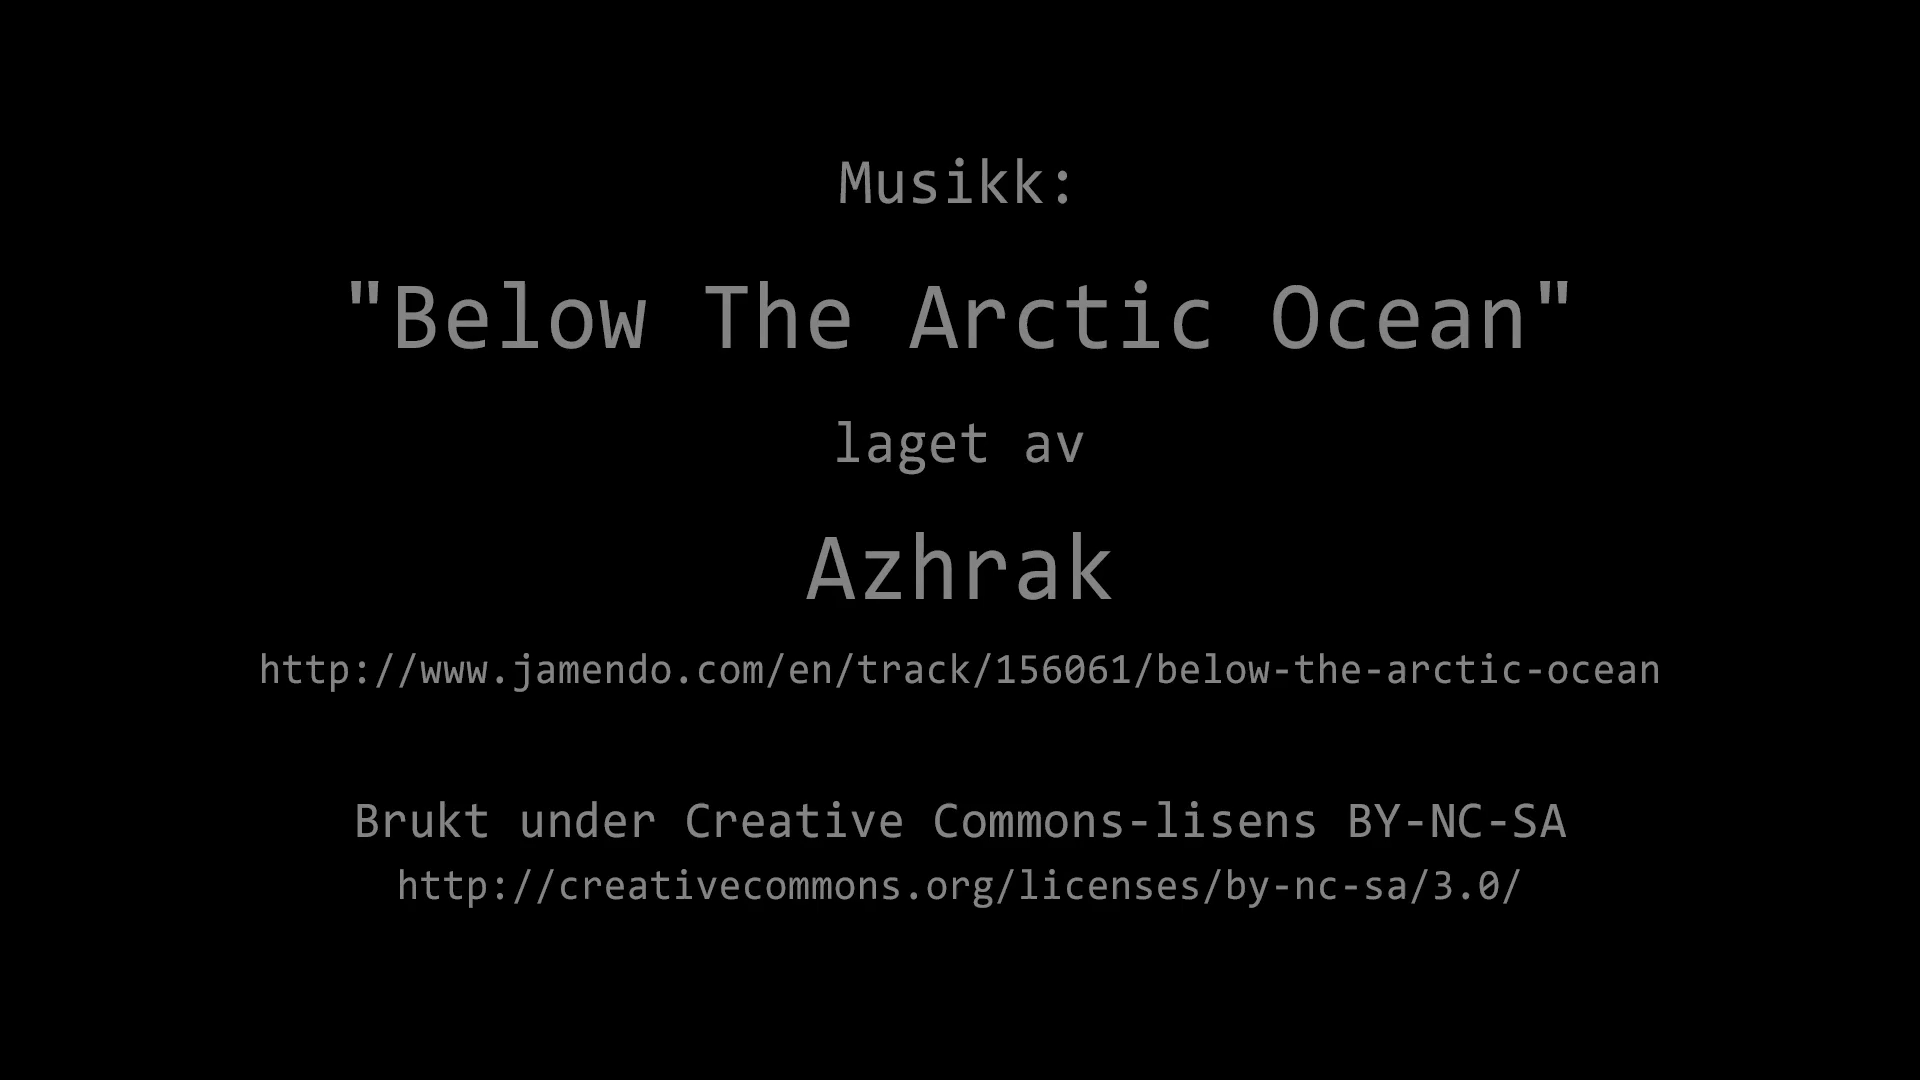 Musikk:
"Below The Arctic Ocean"
laget av
Azhrak
http://www.jamendo.com/en/track/156061/below-the-arctic-ocean
Brukt under Creative Commons-lisens BY-NC-SA
http://creativecommons.org/licenses/by-nc-sa/3.0/